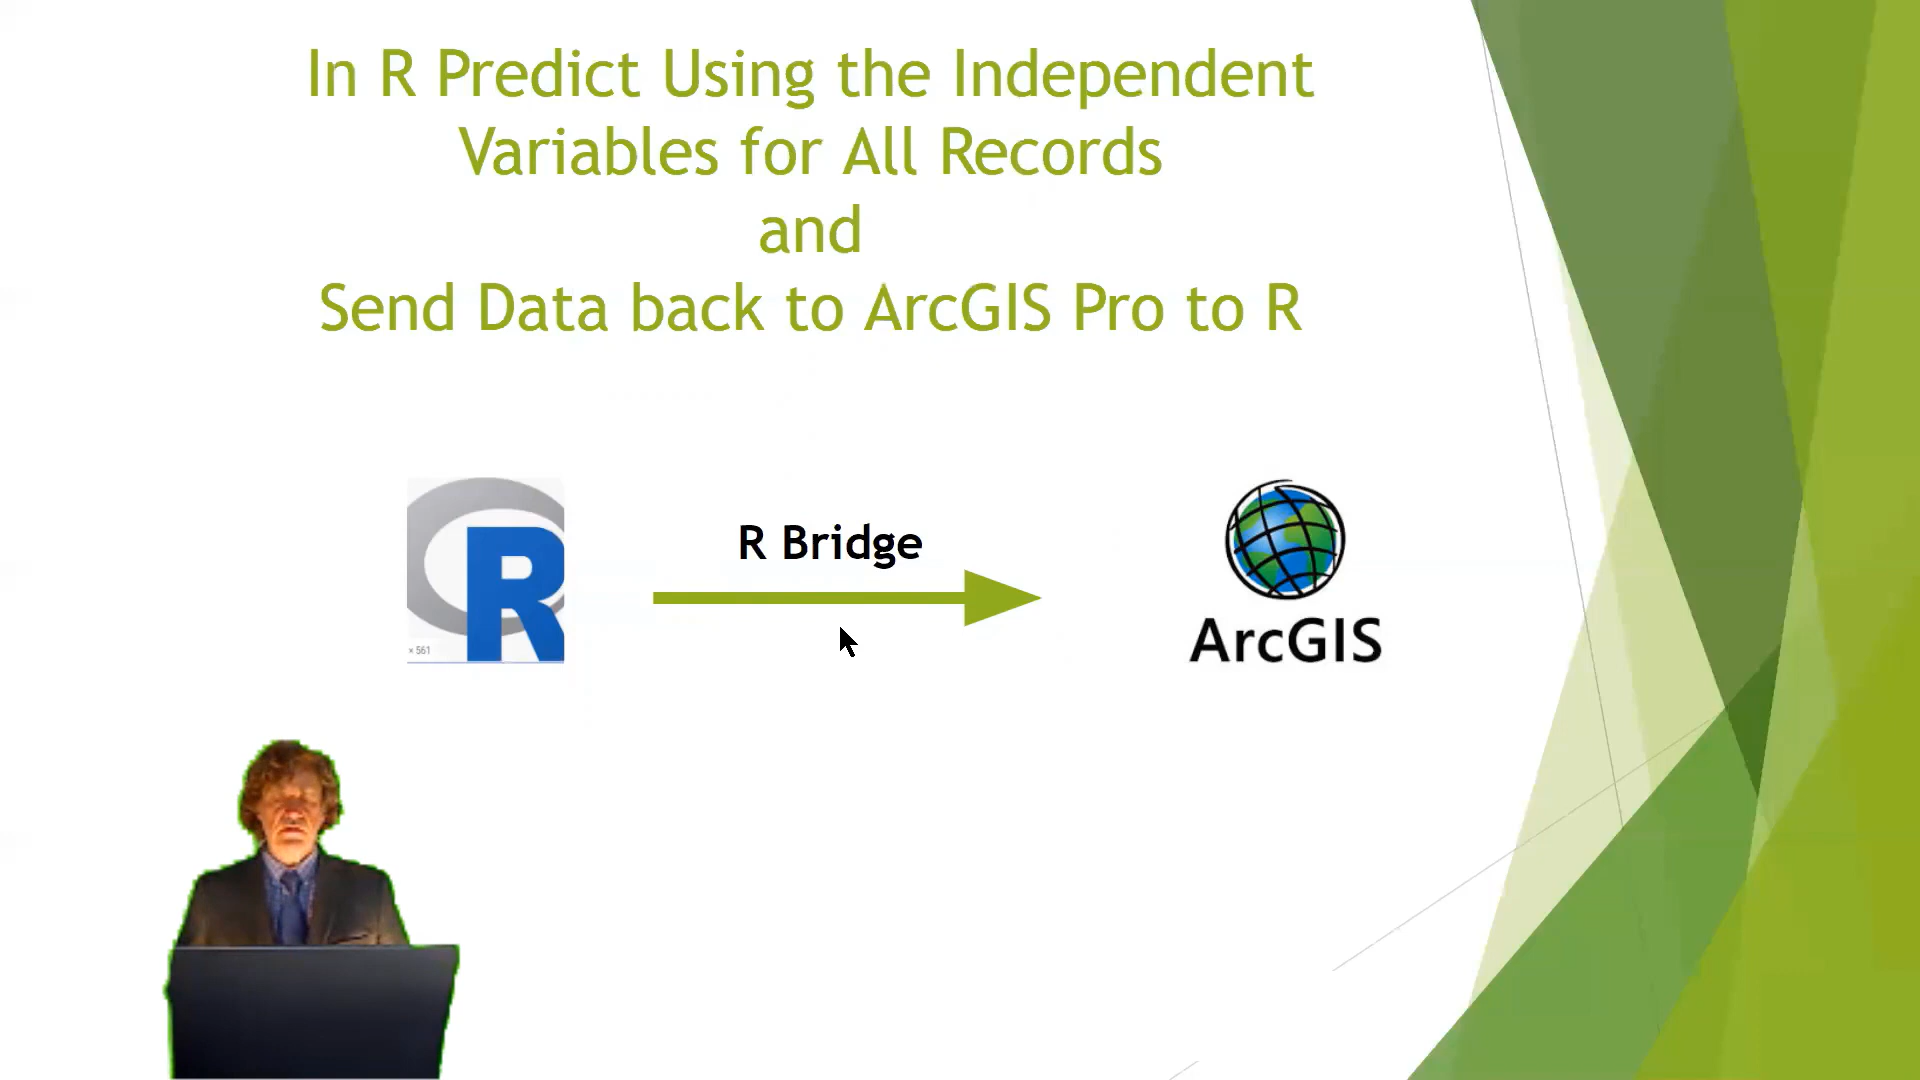 In R Predict Using the Independent
Variables for All Records
and
Send Data back to ArcGIS Pro to R
R Bridge
R
× 561
ArcGIS